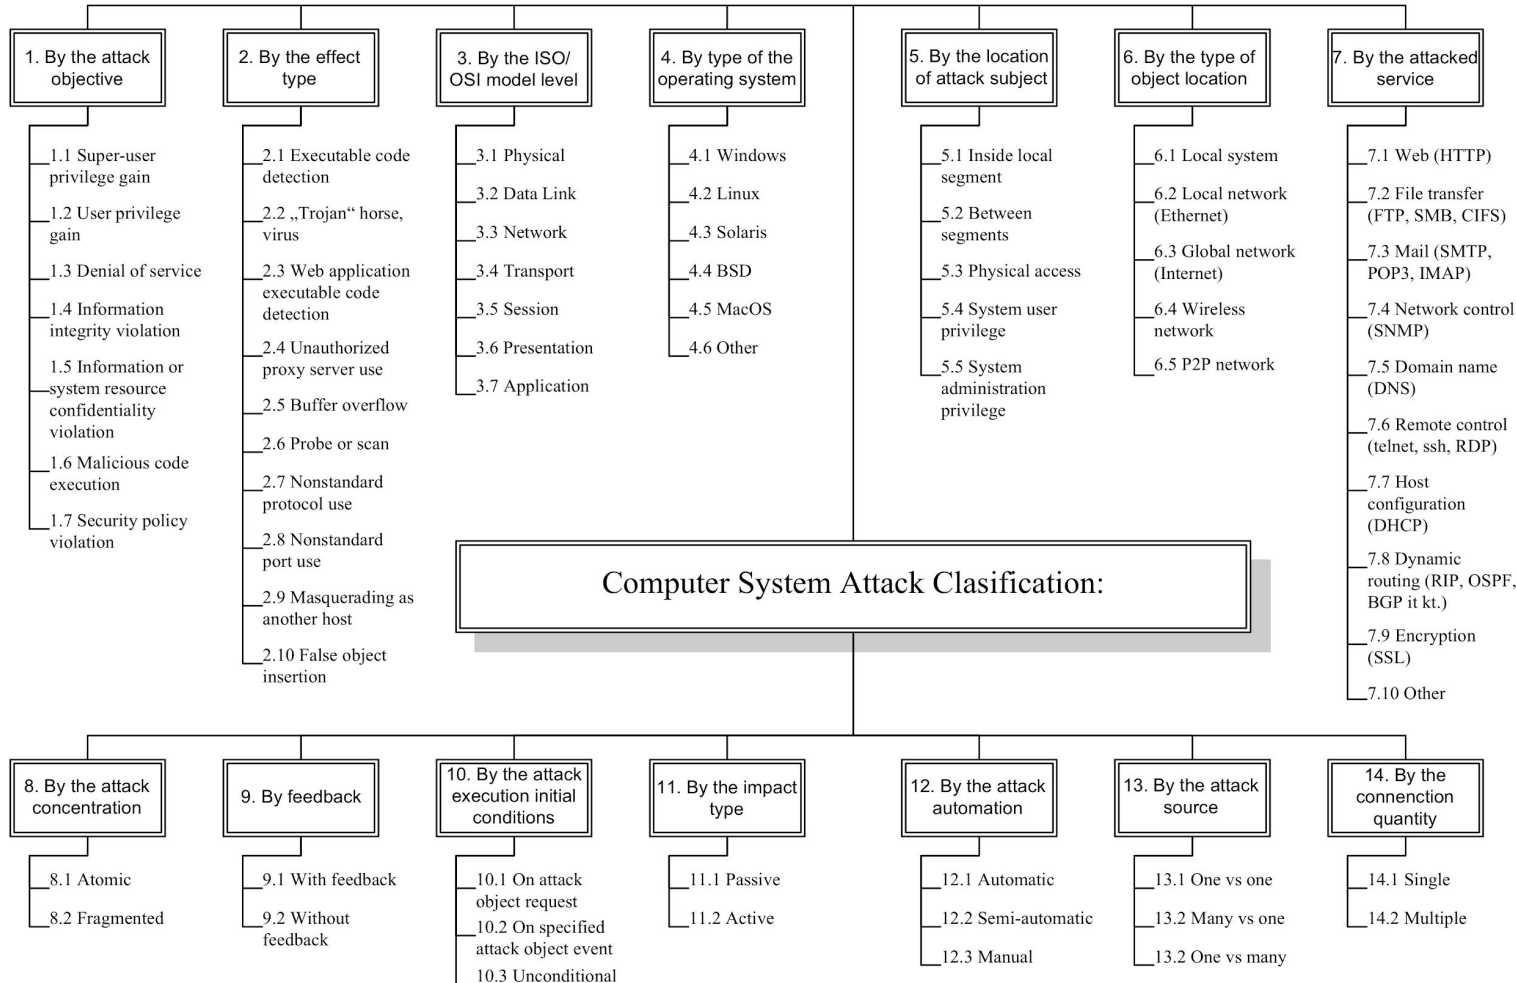 1. By the attack
objective
1.1 Super-user
privilege gain
1.2 User privilege
gain
1.3 Denial of service
1.4 Information
integrity violation
1.5 Information or
system resource
confidentiality
violation
1.6 Malicious code
execution
1.7 Security policy
violation
2. By the effect
type
2.1 Executable code
detection
2.2 „Trojan“ horse,
virus
2.3 Web application
executable code
detection
2.4 Unauthorized
proxy server use
2.5 Buffer overflow
2.6 Probe or scan
2.7 Nonstandard
protocol use
2.8 Nonstandard
port use
2.9 Masquerading as
another host
2.10 False object
insertion
3. By the ISO/
OSI model level
3.1 Physical
3.2 Data Link
3.3 Network
3.4 Transport
3.5 Session
3.6 Presentation
3.7 Application
4. By type of the
operating system
4.1 Windows
4.2 Linux
4.3 Solaris
4.4 BSD
4.5 MacOS
4.6 Other
5. By the location
of attack subject
5.1 Inside local
segment
5.2 Between
segments
5.3 Physical access
5.4 System user
privilege
5.5 System
administration
privilege
6. By the type of
object location
6.1 Local system
6.2 Local network
(Ethernet)
6.3 Global network
(Internet)
6.4 Wireless
network
6.5 P2P network
7. By the attacked
service
7.1 Web (HTTP)
7.2 File transfer
(FTP, SMB, CIFS)
7.3 Mail (SMTP,
POP3, IMAP)
7.4 Network control
(SNMP)
7.5 Domain name
(DNS)
7.6 Remote control
(telnet, ssh, RDP)
7.7 Host
configuration
(DHCP)
7.8 Dynamic
routing (RIP, OSPF,
BGP it kt.)
7.9 Encryption
(SSL)
7.10 Other
Computer System Attack Clasification:
8. By the attack
concentration
8.1 Atomic
8.2 Fragmented
9. By feedback
9.1 With feedback
9.2 Without
feedback
10. By the attack
execution initial
conditions
10.1 On attack
object request
10.2 On specified
attack object event
10.3 Unconditional
11. By the impact
type
11.1 Passive
11.2 Active
12. By the attack
automation
12.1 Automatic
12.2 Semi-automatic
12.3 Manual
13. By the attack
source
13.1 One vs one
13.2 Many vs one
13.2 One vs many
14. By the
connenction
quantity
14.1 Single
14.2 Multiple